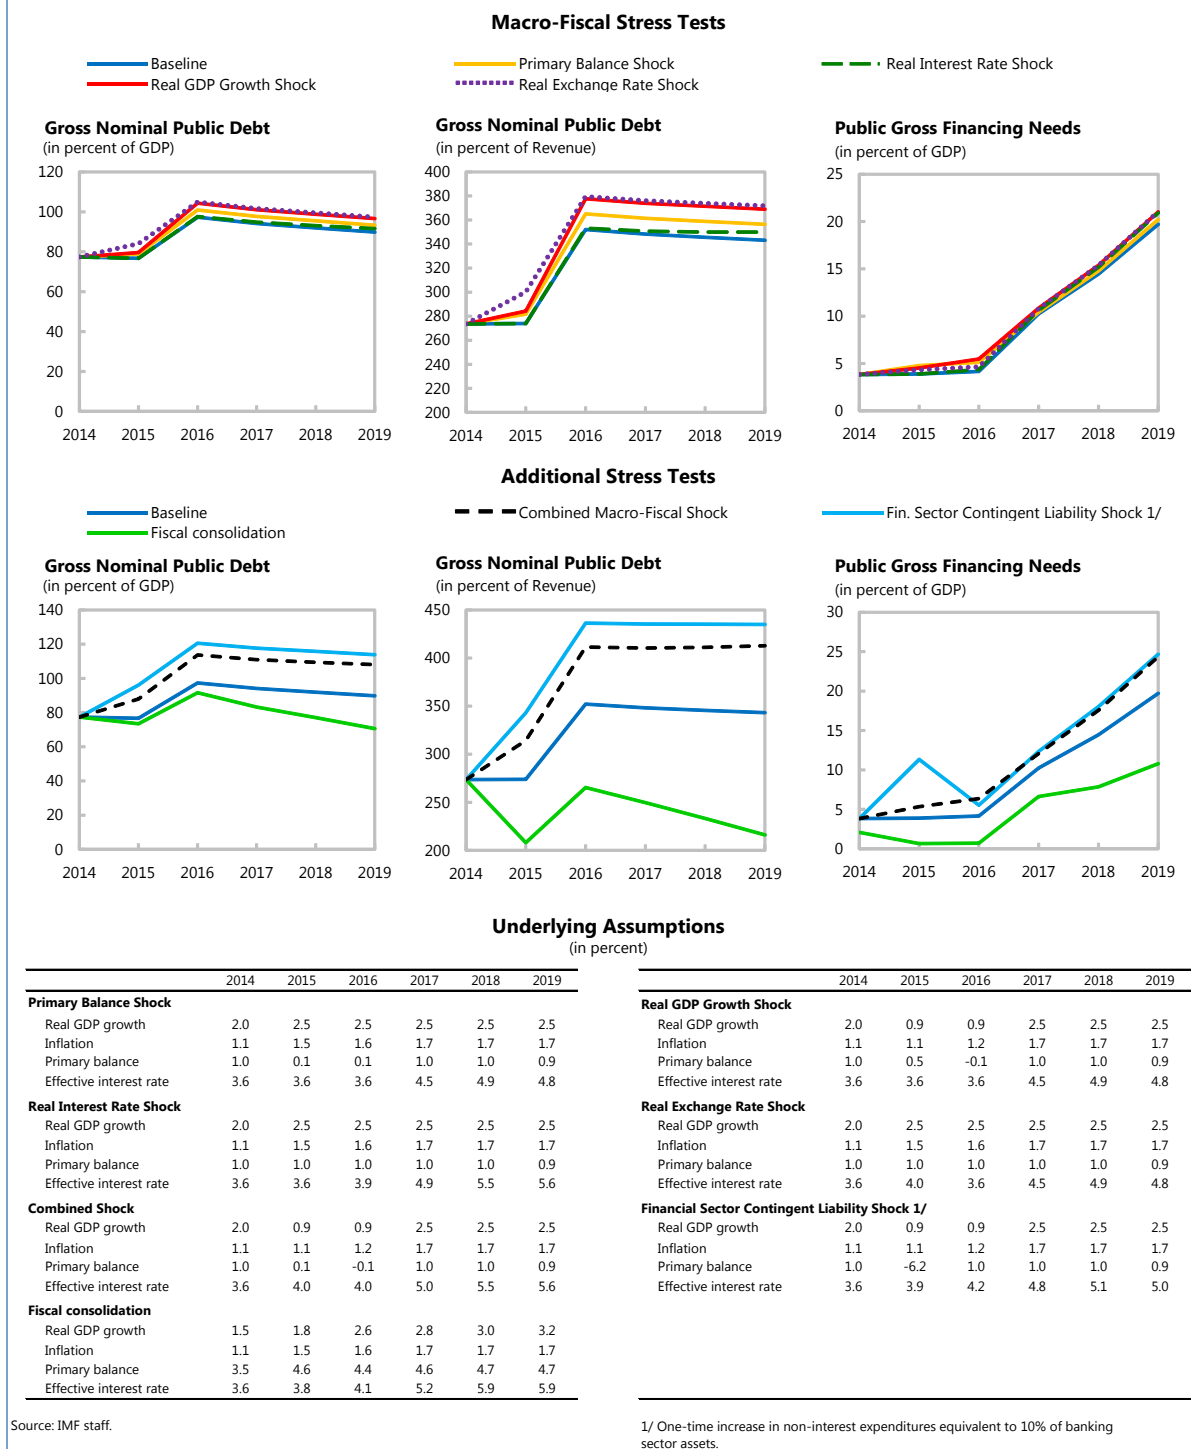 Macro-Fiscal Stress Tests
Baseline
Primary Balance Shock
Real Interest Rate Shock
Real GDP Growth Shock
Real Exchange Rate Shock
Gross Nominal Public Debt
(in percent of GDP)
120
100
80
60
40
20
0
2014 2015 2016 2017 2018 2019
Gross Nominal Public Debt
(in percent of Revenue)
400
380
360
340
320
300
280
260
240
220
200
2014 2015 2016 2017 2018 2019
Public Gross Financing Needs
(in percent of GDP)
25
20
15
10
5
0
2014 2015 2016 2017 2018 2019
Additional Stress Tests
Baseline
Combined Macro-Fiscal Shock
Fin. Sector Contingent Liability Shock 1/
Fiscal consolidation
Gross Nominal Public Debt
(in percent of GDP)
140
120
100
80
60
40
20
0
2014 2015 2016 2017 2018 2019
Gross Nominal Public Debt
(in percent of Revenue)
450
400
350
300
250
200
2014 2015 2016 2017 2018 2019
Public Gross Financing Needs
(in percent of GDP)
30
25
20
15
10
5
0
2014 2015 2016 2017 2018 2019
Underlying Assumptions
(in percent)
2014 2015 2016 2017 2018 2019
Primary Balance Shock
Real GDP growth 2.0 2.5 2.5 2.5 2.5 2.5
Inflation 1.1 1.5 1.6 1.7 1.7 1.7
Primary balance 1.0 0.1 0.1 1.0 1.0 0.9
Effective interest rate 3.6 3.6 3.6 4.5 4.9 4.8
Real Interest Rate Shock
Real GDP growth 2.0 2.5 2.5 2.5 2.5 2.5
Inflation 1.1 1.5 1.6 1.7 1.7 1.7
Primary balance 1.0 1.0 1.0 1.0 1.0 0.9
Effective interest rate 3.6 3.6 3.9 4.9 5.5 5.6
Combined Shock
Real GDP growth 2.0 0.9 0.9 2.5 2.5 2.5
Inflation 1.1 1.1 1.2 1.7 1.7 1.7
Primary balance 1.0 0.1 -0.1 1.0 1.0 0.9
Effective interest rate 3.6 4.0 4.0 5.0 5.5 5.6
Fiscal consolidation
Real GDP growth 1.5 1.8 2.6 2.8 3.0 3.2
Inflation 1.1 1.5 1.6 1.7 1.7 1.7
Primary balance 3.5 4.6 4.4 4.6 4.7 4.7
Effective interest rate 3.6 3.8 4.1 5.2 5.9 5.9
2014 2015 2016 2017 2018 2019
Real GDP Growth Shock
Real GDP growth 2.0 0.9 0.9 2.5 2.5 2.5
Inflation 1.1 1.1 1.2 1.7 1.7 1.7
Primary balance 1.0 0.5 -0.1 1.0 1.0 0.9
Effective interest rate 3.6 3.6 3.6 4.5 4.9 4.8
Real Exchange Rate Shock
Real GDP growth 2.0 2.5 2.5 2.5 2.5 2.5
Inflation 1.1 1.5 1.6 1.7 1.7 1.7
Primary balance 1.0 1.0 1.0 1.0 1.0 0.9
Effective interest rate 3.6 4.0 3.6 4.5 4.9 4.8
Financial Sector Contingent Liability Shock 1/
Real GDP growth 2.0 0.9 0.9 2.5 2.5 2.5
Inflation 1.1 1.1 1.2 1.7 1.7 1.7
Primary balance 1.0 -6.2 1.0 1.0 1.0 0.9
Effective interest rate 3.6 3.9 4.2 4.8 5.1 5.0
Source: IMF staff.
1/ One-time increase in non-interest expenditures equivalent to 10% of banking
sector assets.